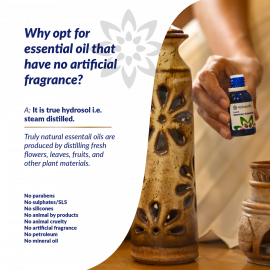 Why opt for
essential oil that
have no artificial
fragrance?
A: It is true hydrosol i.e.
steam distilled.
Truly natural essentail oils are
produced by distilling fresh
flowers, leaves, fruits, and
other plant materials.
No parabens
No sulphates/SLS
No silicones
No animal by products
No animal cruelty
No artificial fragrance
No petroleum
No mineral oil